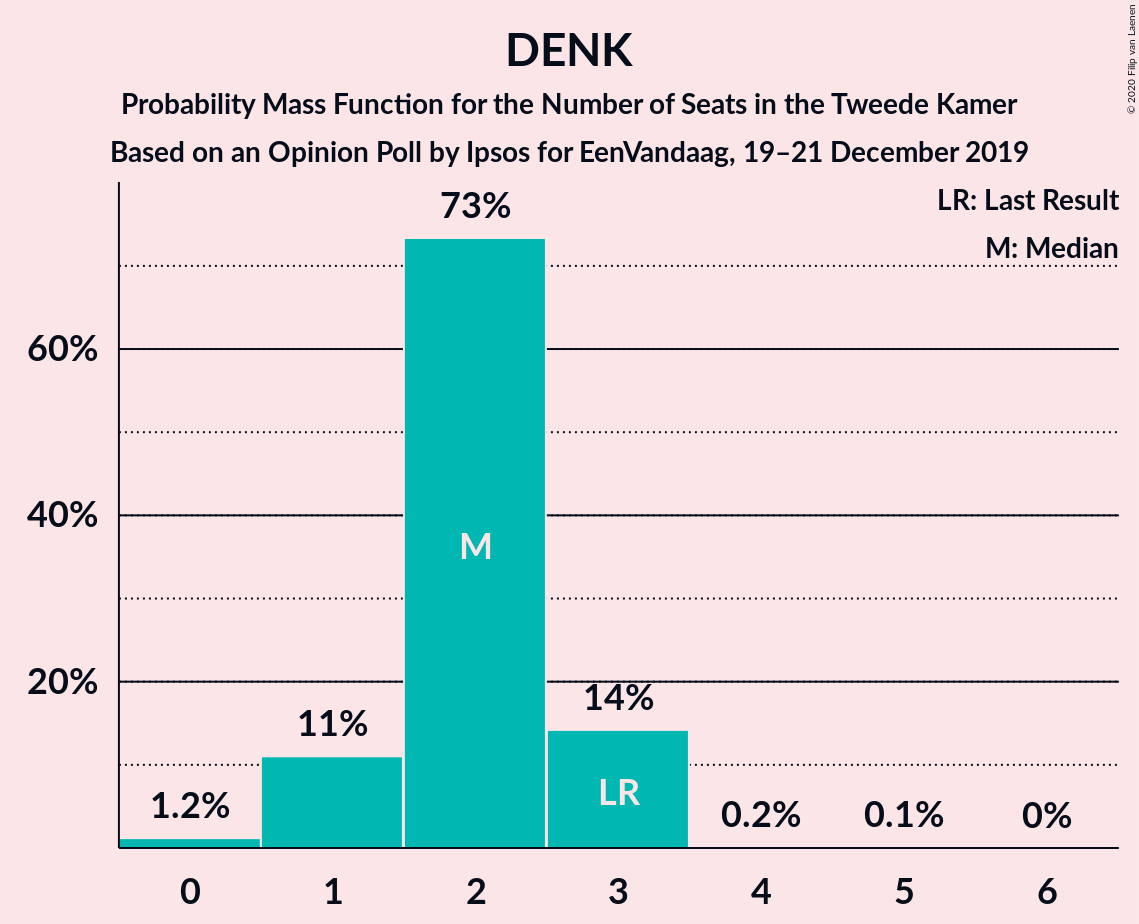 DENK
Probability Mass Function for the Number of Seats in the Tweede Kamer
Based on an Opinion Poll by Ipsos for EenVandaag, 19–21 December 2019
© 2020 Filip van Laenen
LR: Last Result
M: Median
73%
60%
40%
M
20%
14%
11%
LR
1.2%
0.2%
0.1%
0%
0 1 2 3 4 5 6